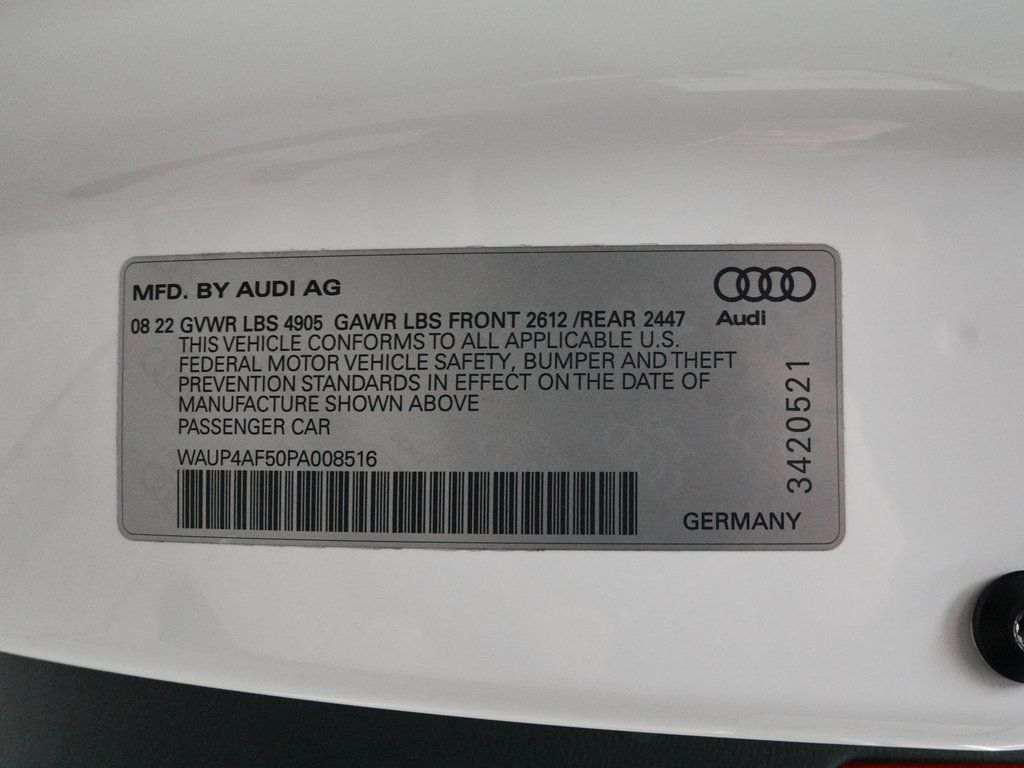 MFD. BY AUDI AG
Audi
08 22 GVWR LBS 4905 GAWR LBS FRONT 2612 /REAR 2447
THIS VEHICLE CONFORMS TO ALL APPLICABLE U.S.
FEDERAL MOTOR VEHICLE SAFETY, BUMPER AND THEFT
PREVENTION STANDARDS IN EFFECT ON THE DATE OF
MANUFACTURE SHOWN ABOVE
PASSENGER CAR
WAUP4AF50PA008516
3420521
GERMANY